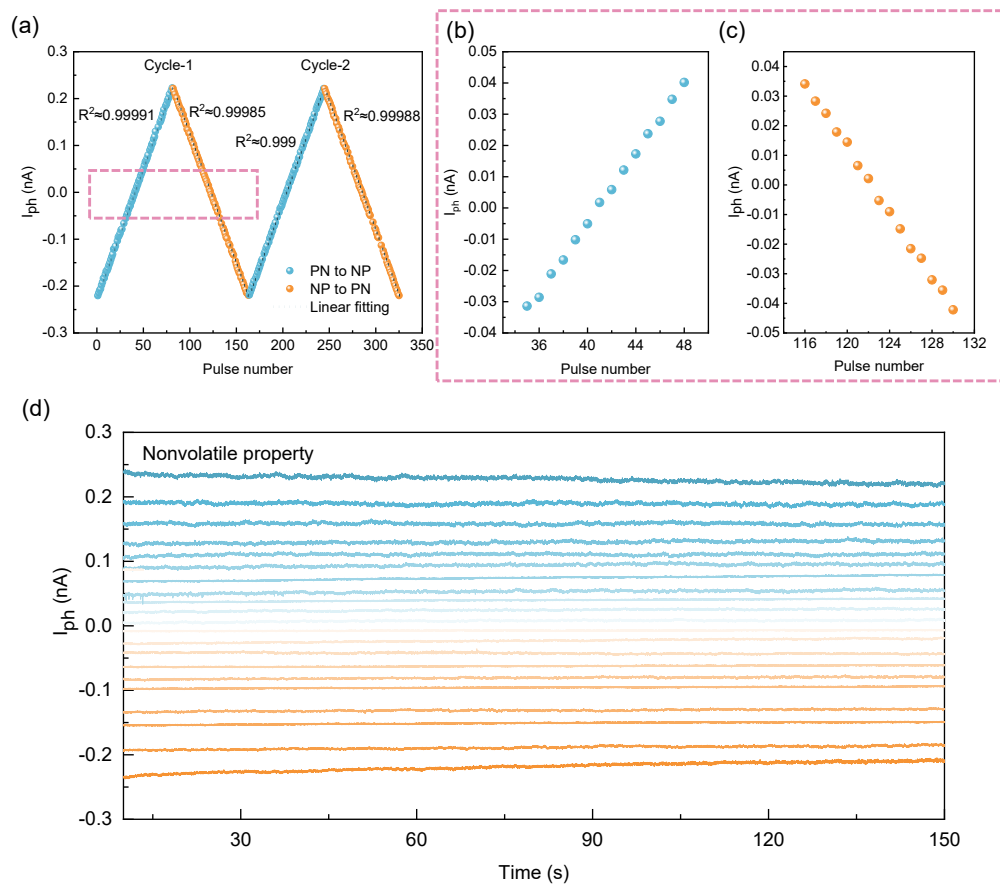 (a)
0.3
0.2
0.1
0.0
-0.1
-0.2
-0.3
I_ph (nA)
Cycle-1
Cycle-2
R²≈0.99991
R²≈0.99985
R²≈0.999
R²≈0.99988
PN to NP
NP to PN
Linear fitting
0 50 100 150 200 250 300 350
Pulse number
(b)
0.05
0.04
0.03
0.02
0.01
0.00
-0.01
-0.02
-0.03
-0.04
I_ph (nA)
36 40 44 48
Pulse number
(c)
0.04
0.03
0.02
0.01
0.00
-0.01
-0.02
-0.03
-0.04
-0.05
I_ph (nA)
116 120 124 128 132
Pulse number
(d)
0.3
0.2
0.1
0.0
-0.1
-0.2
-0.3
I_ph (nA)
Nonvolatile property
30 60 90 120 150
Time (s)